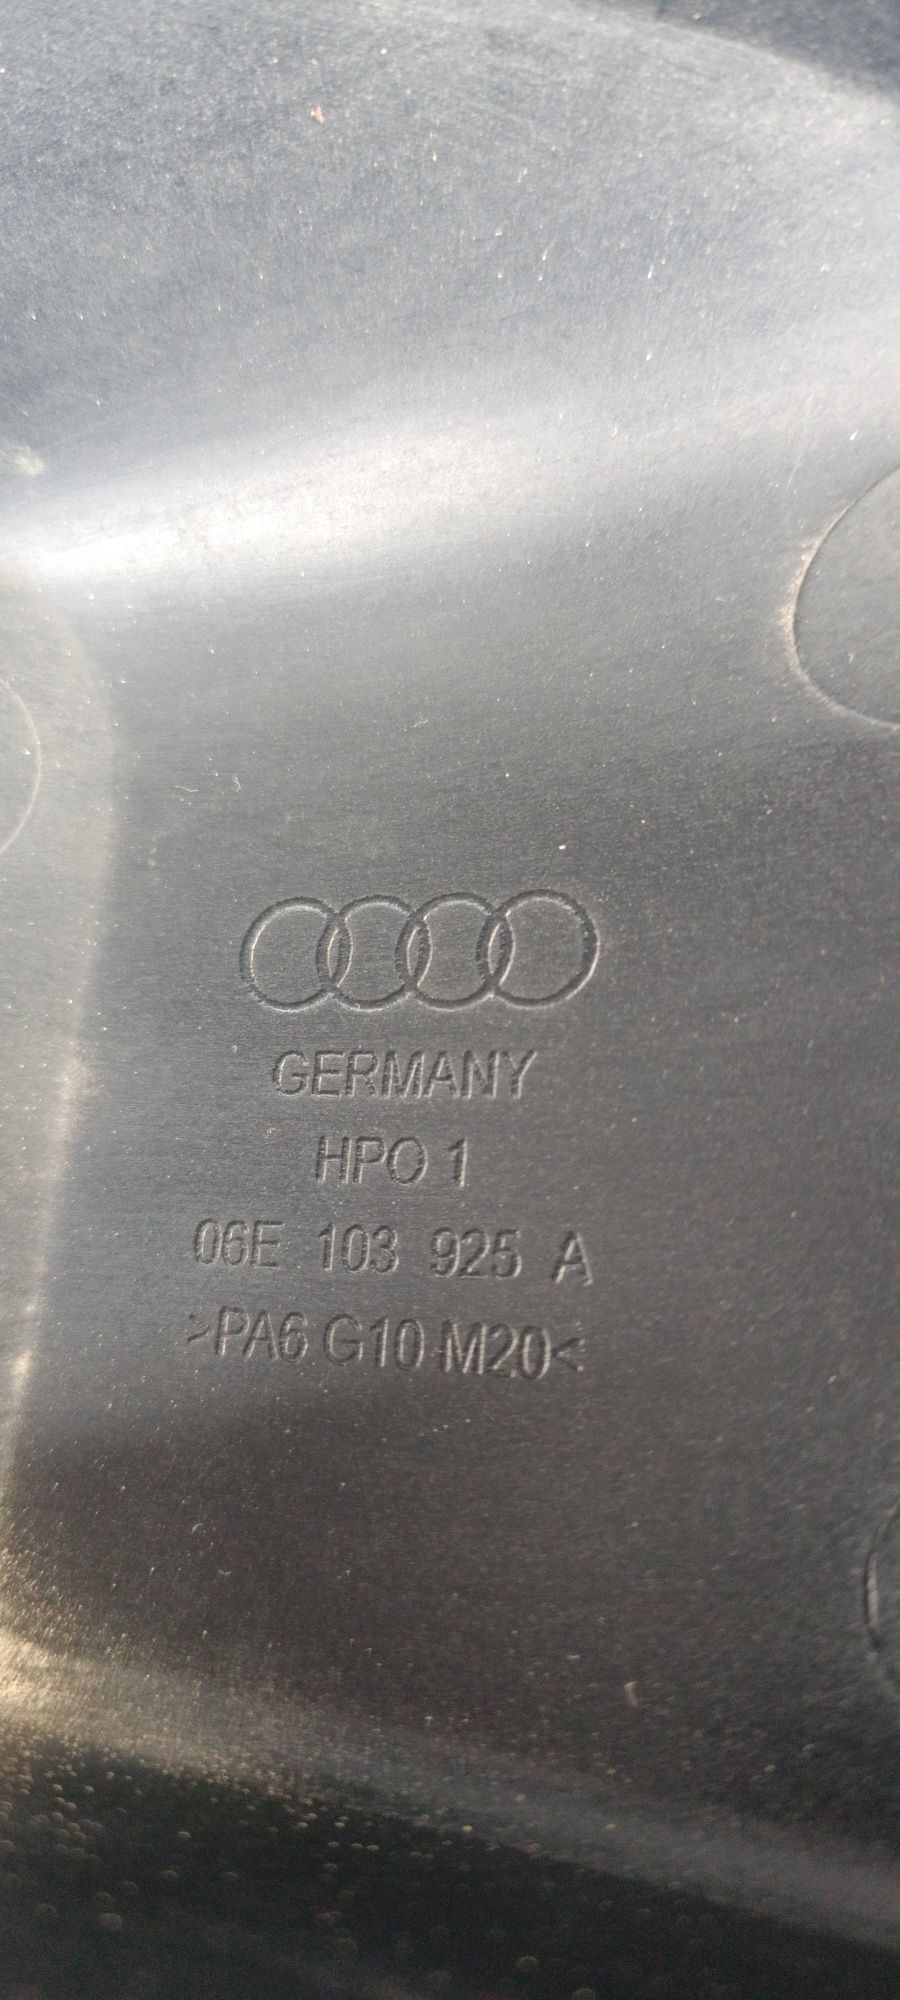 GERMANY
HPO 1
06E 103 925 A
>PA6 G10 M20<